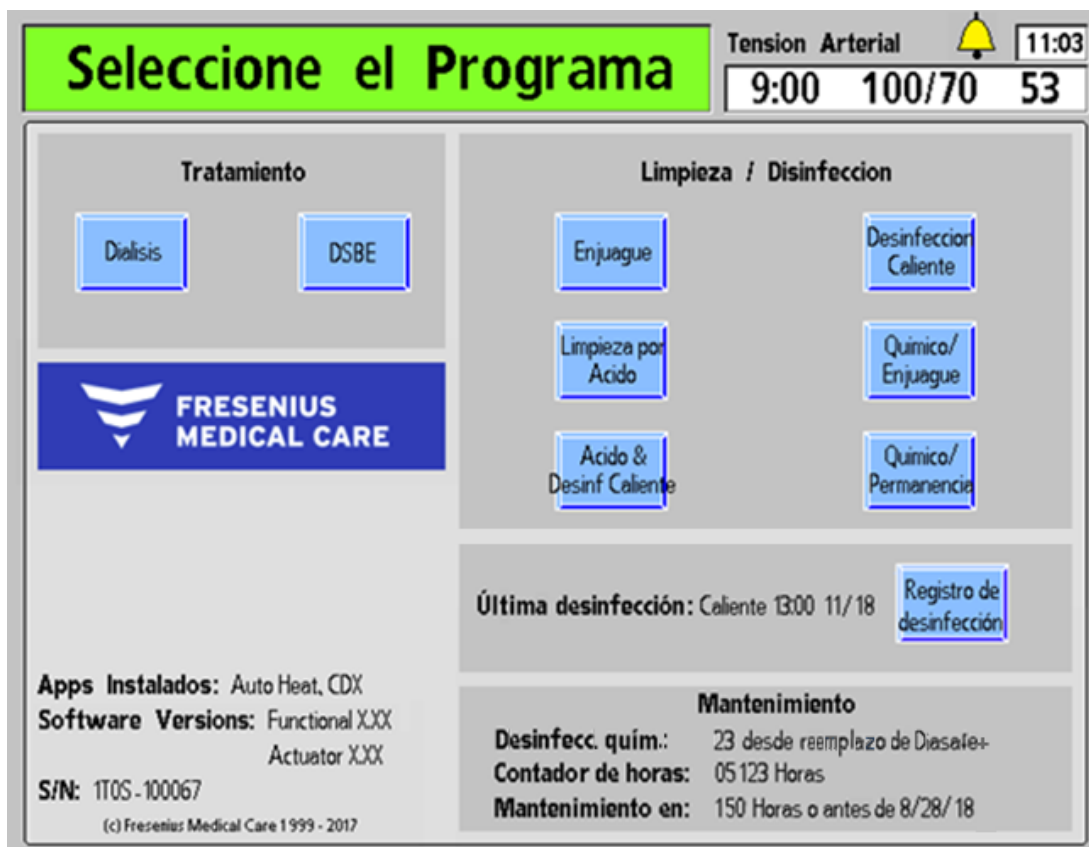 Seleccione el Programa
Tension Arterial 11:03
9:00 100/70 53
Tratamiento
Dialisis
DSBE
FRESENIUS
MEDICAL CARE
Limpieza / Disinfeccion
Enjuague
Desinfeccion
Caliente
Limpieza por
Acido
Quimico/
Enjuague
Acido &
Desinf Caliente
Quimico/
Permanencia
Última desinfección: Caliente 13:00 11/18
Registro de
desinfección
Apps Instalados: Auto Heat, CDX
Software Versions: Functional X.XX
Actuator X.XX
S/N: 1T0S-100067
(c) Fresenius Medical Care 1999 - 2017
Mantenimiento
Desinfecc. quím.: 23 desde reemplazo de Diasafe+
Contador de horas: 05123 Horas
Mantenimiento en: 150 Horas o antes de 8/28/18